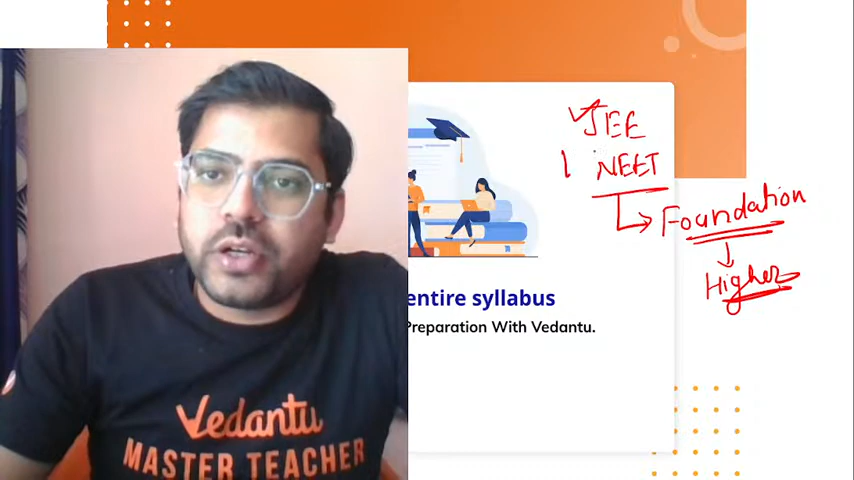 JEE
NEET
Foundation
Higher
entire syllabus
Preparation With Vedantu.
Vedantu
MASTER TEACHER